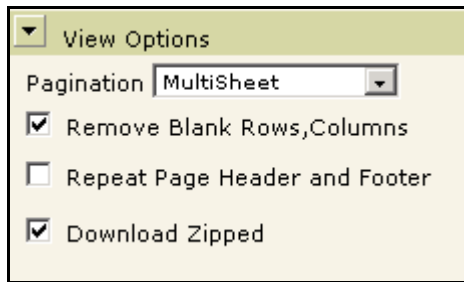 View Options
Pagination MultiSheet
Remove Blank Rows,Columns
Repeat Page Header and Footer
Download Zipped